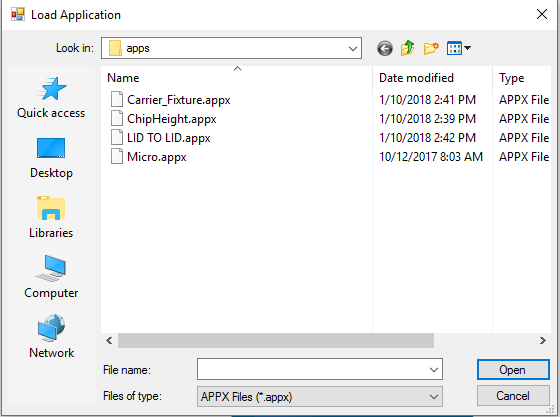 Load Application
Look in: apps
Name Date modified Type
Carrier_Fixture.appx 1/10/2018 2:41 PM APPX File
ChipHeight.appx 1/10/2018 2:39 PM APPX File
LID TO LID.appx 1/10/2018 2:42 PM APPX File
Micro.appx 10/12/2017 8:03 AM APPX File
Quick access
Desktop
Libraries
Computer
Network
File name: Open
Files of type: APPX Files (*.appx) Cancel